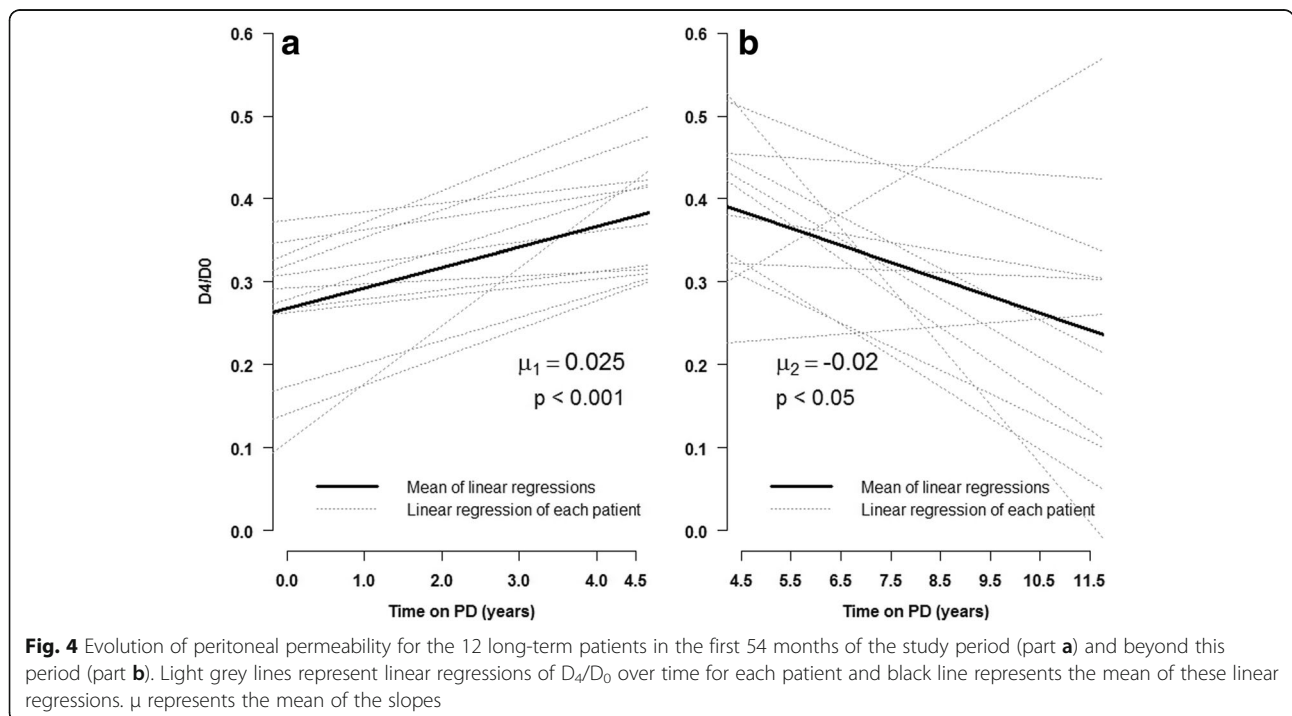 a
0.6
0.5
0.4
0.3
0.2
0.1
0.0
D4/D0
μ1 = 0.025
p < 0.001
Mean of linear regressions
Linear regression of each patient
0.0 1.0 2.0 3.0 4.0 4.5
Time on PD (years)
b
0.6
0.5
0.4
0.3
0.2
0.1
0.0
μ2 = -0.02
p < 0.05
Mean of linear regressions
Linear regression of each patient
4.5 5.5 6.5 7.5 8.5 9.5 10.5 11.5
Time on PD (years)
Fig. 4 Evolution of peritoneal permeability for the 12 long-term patients in the first 54 months of the study period (part a) and beyond this
period (part b). Light grey lines represent linear regressions of D4/D0 over time for each patient and black line represents the mean of these linear
regressions. μ represents the mean of the slopes